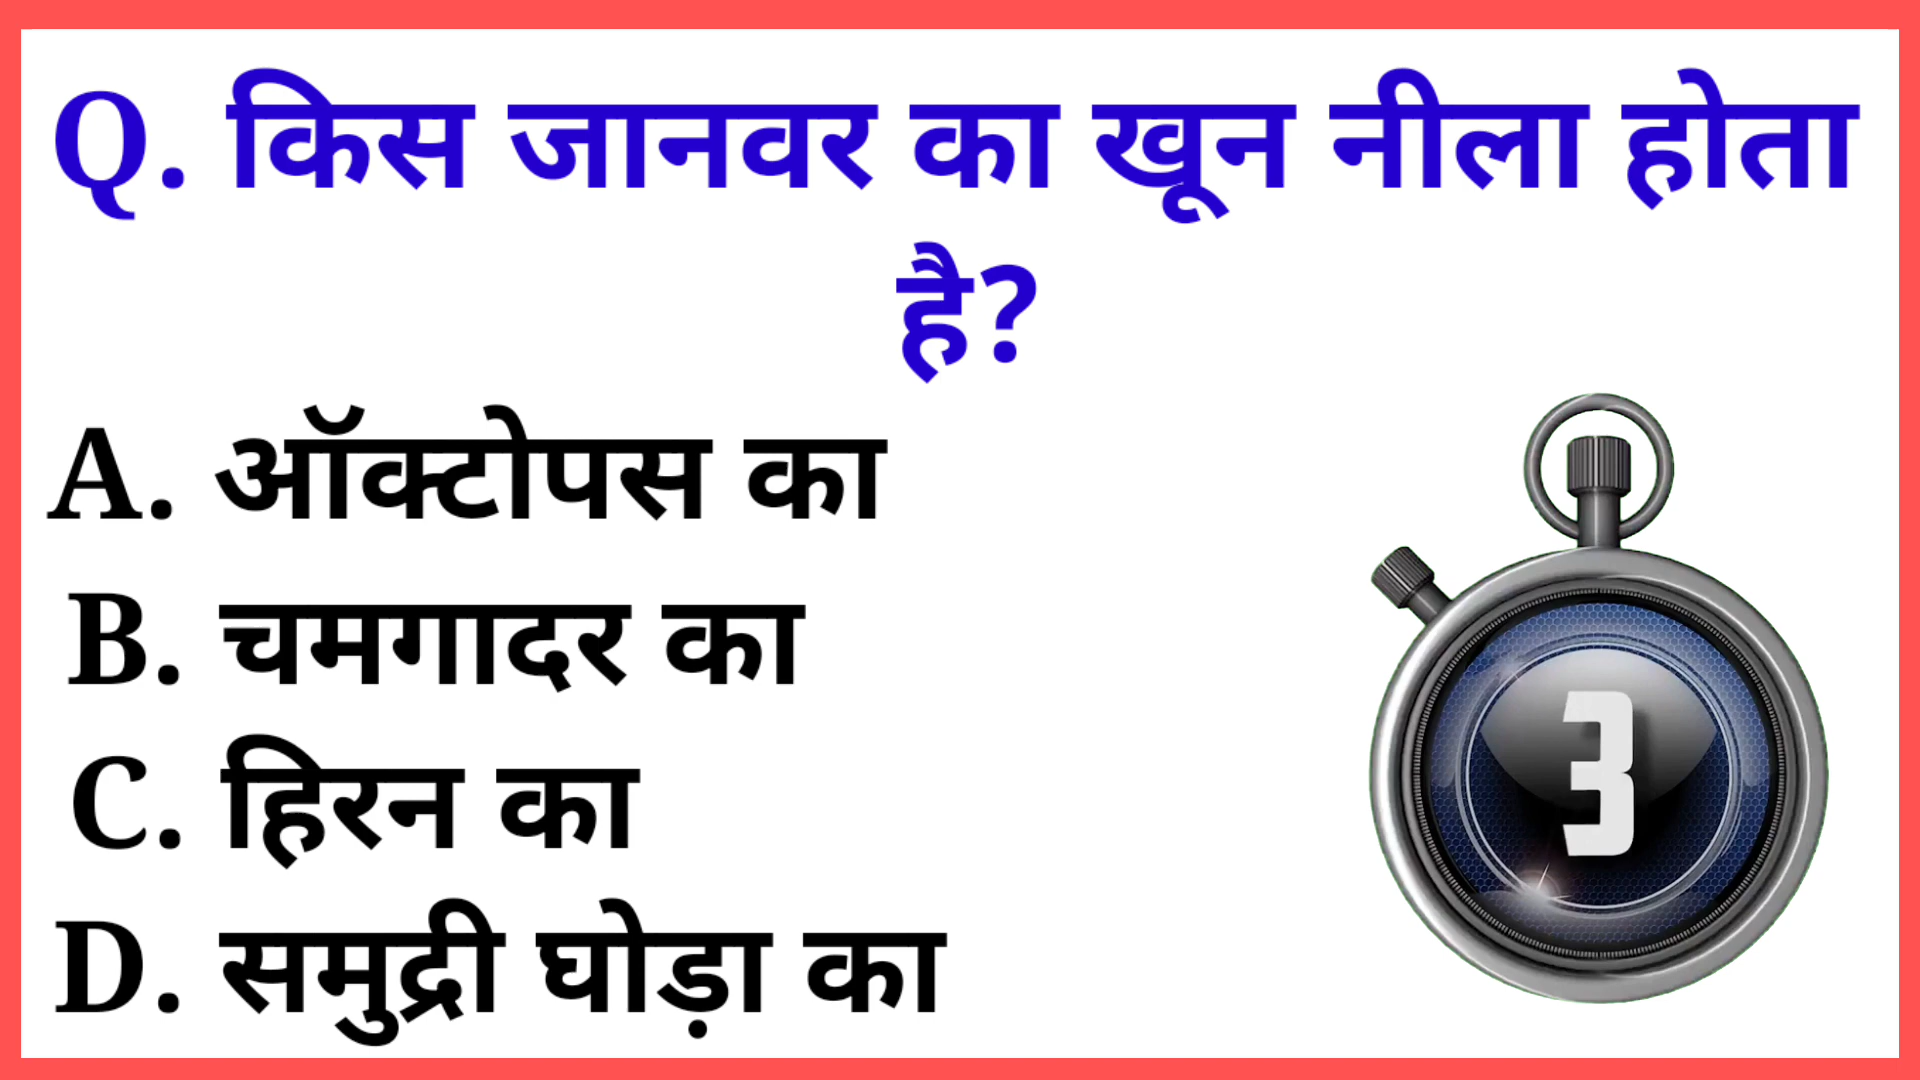 Q. किस जानवर का खून नीला होता
है?
A. ऑक्टोपस का
B. चमगादर का
C. हिरन का
D. समुद्री घोड़ा का
3